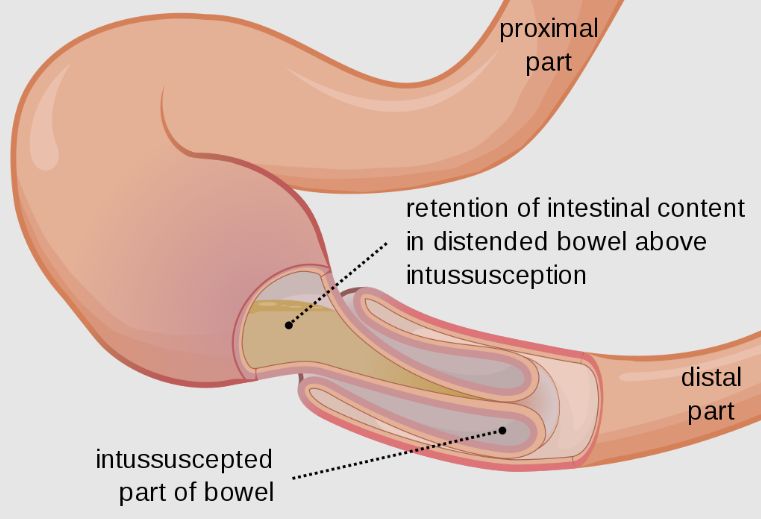 proximal
part
retention of intestinal content
in distended bowel above
intussusception
distal
part
intussuscepted
part of bowel